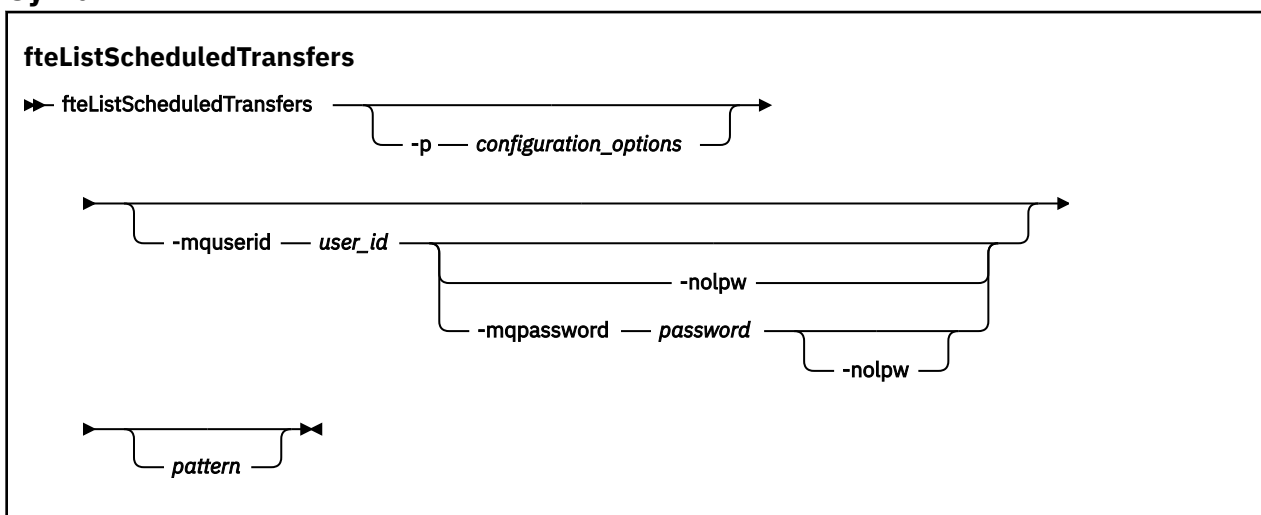 fteListScheduledTransfers
fteListScheduledTransfers
-p configuration_options
-mquserid user_id
-nolpw
-mqpassword password
-nolpw
pattern